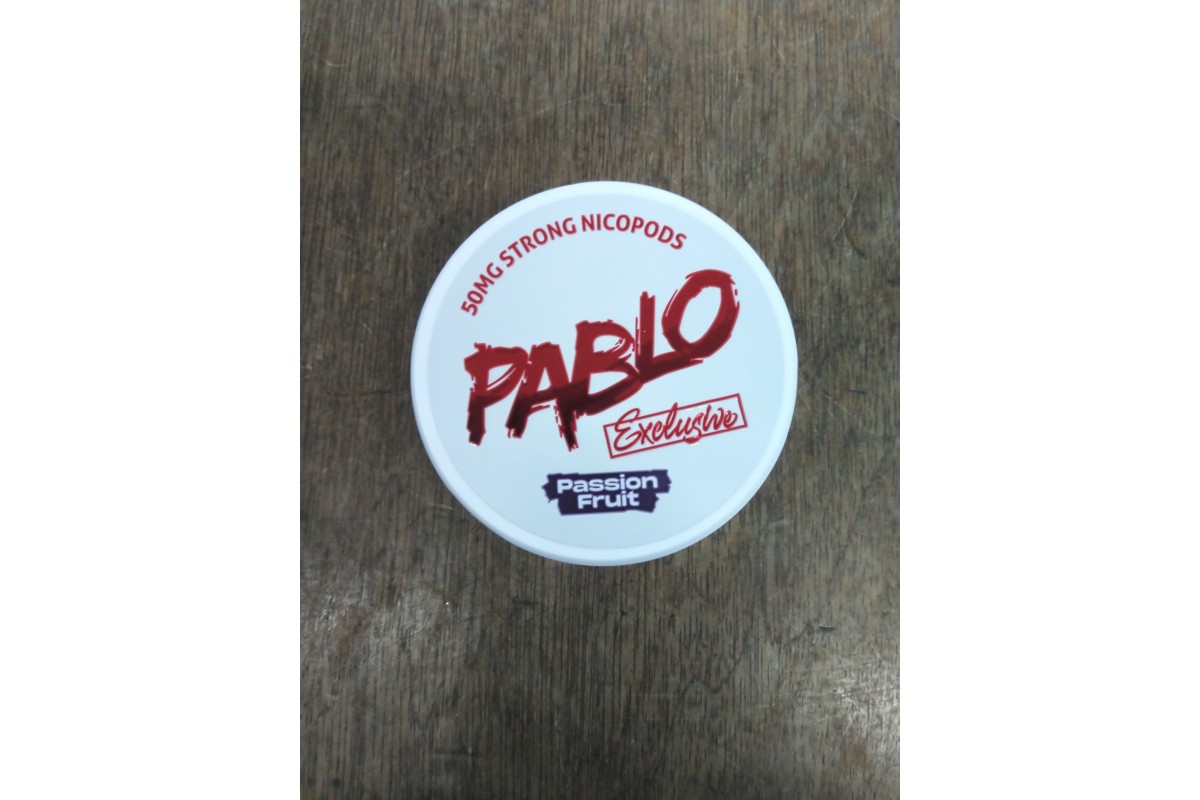 50MG STRONG NICOPODS
PABLO
Exclusive
Passion
Fruit